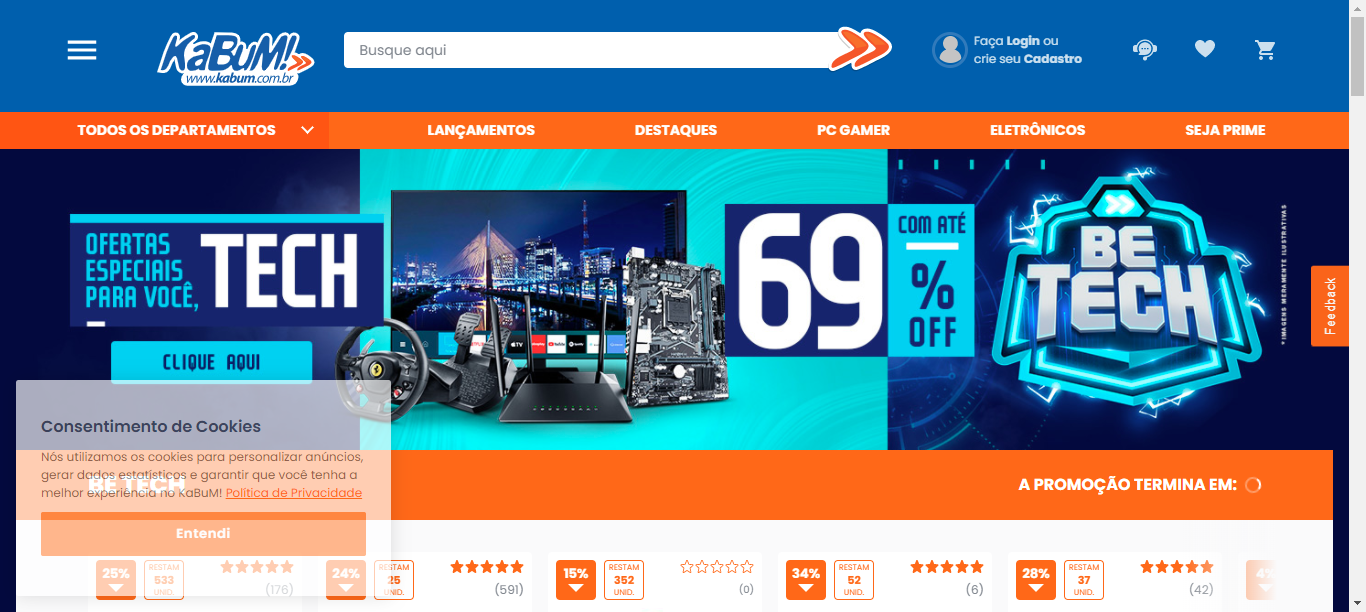 KaBuM!
www.kabum.com.br
Busque aqui
Faça Login ou
crie seu Cadastro
TODOS OS DEPARTAMENTOS
LANÇAMENTOS
DESTAQUES
PC GAMER
ELETRÔNICOS
SEJA PRIME
OFERTAS
ESPECIAIS
PARA VOCÊ,
TECH
CLIQUE AQUI
69
COM ATÉ
%
OFF
BE
TECH
*IMAGENS MERAMENTE ILUSTRATIVAS
Feedback
Consentimento de Cookies
Nós utilizamos os cookies para personalizar anúncios,
gerar dados estatísticos e garantir que você tenha a
melhor experiência no KaBuM! Política de Privacidade
Entendi
BE TECH
A PROMOÇÃO TERMINA EM:
25%
RESTAM
533
UNID.
(176)
24%
RESTAM
25
UNID.
(591)
15%
RESTAM
352
UNID.
(0)
34%
RESTAM
52
UNID.
(6)
28%
RESTAM
37
UNID.
(42)
4%